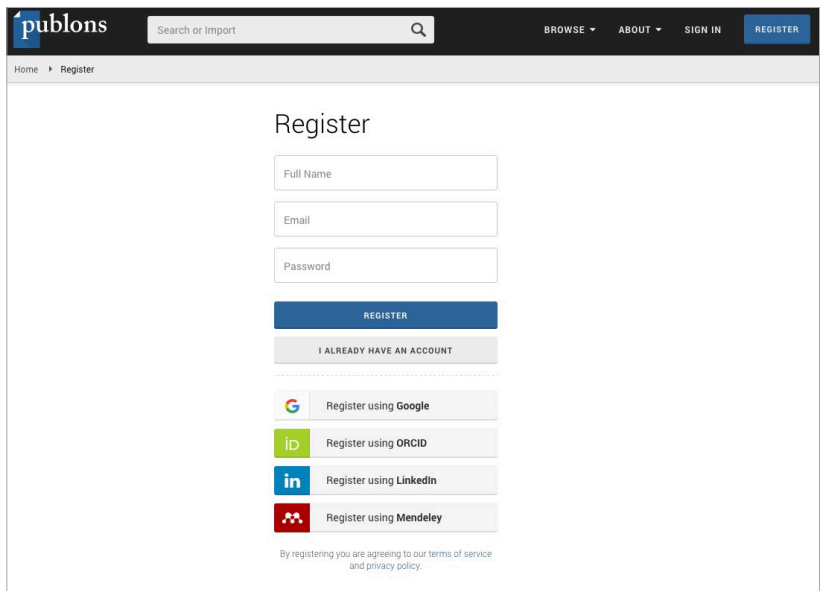 publons
Search or Import
BROWSE ABOUT SIGN IN REGISTER
Home Register
Register
Full Name
Email
Password
REGISTER
I ALREADY HAVE AN ACCOUNT
G Register using Google
iD Register using ORCID
in Register using LinkedIn
Register using Mendeley
By registering you are agreeing to our terms of service
and privacy policy.